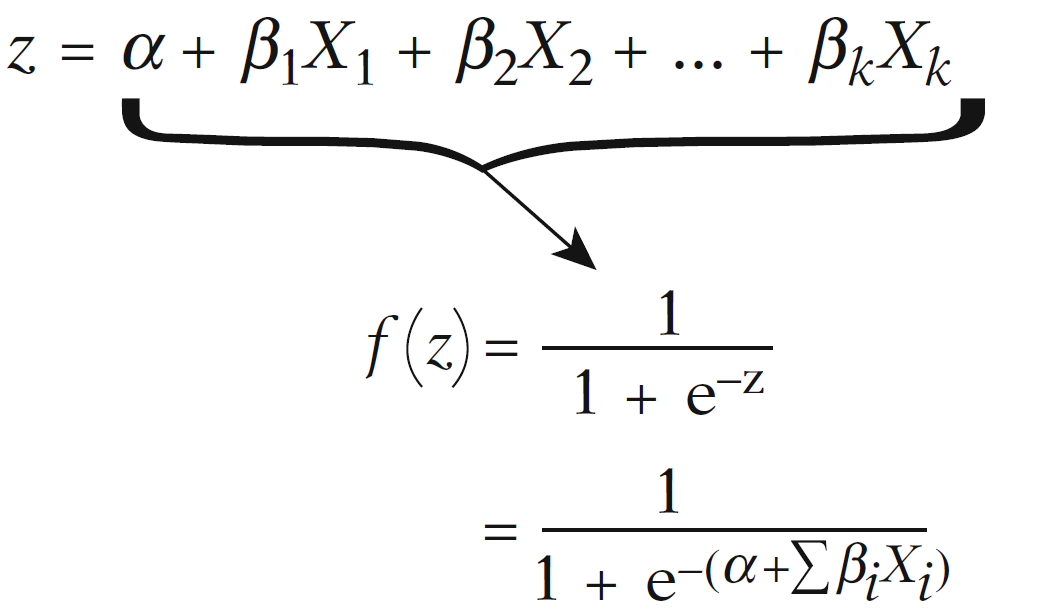 z = α + β₁X₁ + β₂X₂ + ... + βₖXₖ
f(z) = 1 / (1 + e^(−z))
= 1 / (1 + e^(−(α+∑βᵢXᵢ)))